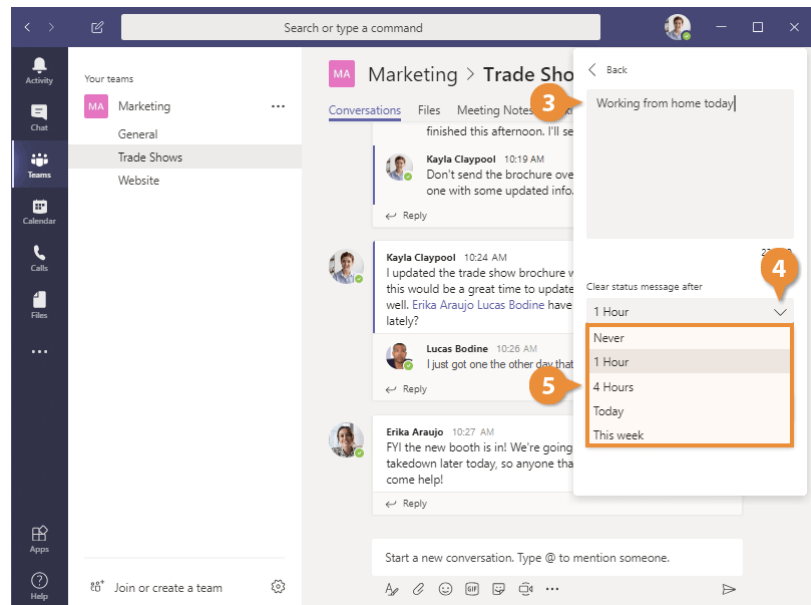 Search or type a command
Activity
Chat
Teams
Calendar
Calls
Files
Apps
Help
Your teams
MA Marketing
General
Trade Shows
Website
Join or create a team
MA Marketing > Trade Sho
Conversations Files Meeting Notes
finished this afternoon. I'll se
Kayla Claypool 10:19 AM
Don't send the brochure ove
one with some updated info.
Reply
Kayla Claypool 10:24 AM
I updated the trade show brochure w
this would be a great time to update
well. Erika Araujo Lucas Bodine have
lately?
Lucas Bodine 10:26 AM
I just got one the other day that
Reply
Erika Araujo 10:27 AM
FYI the new booth is in! We're going
takedown later today, so anyone tha
come help!
Reply
Start a new conversation. Type @ to mention someone.
GIF
Back
3
Working from home today
4
Clear status message after
1 Hour
5
Never
1 Hour
4 Hours
Today
This week